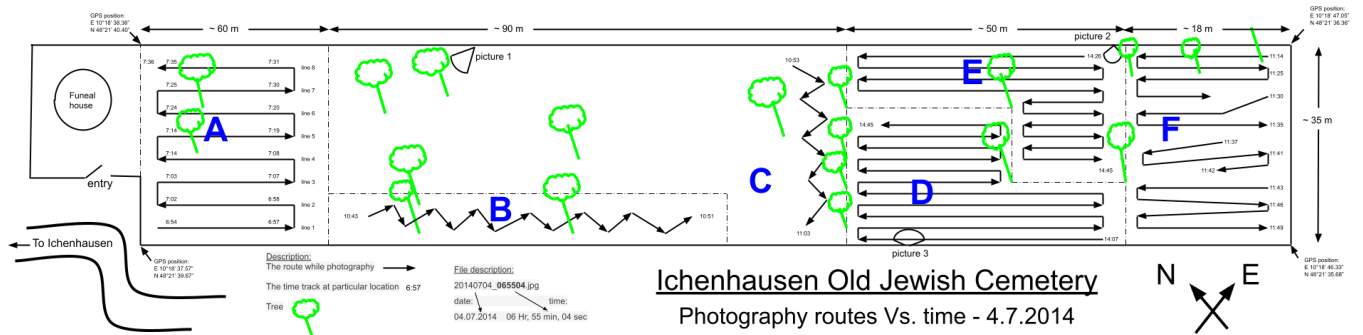 GPS position:
E 10°18' 38.38"
N 48°21' 40.40"
~ 60 m
~ 90 m
~ 50 m
~ 18 m
GPS position:
E 10°18' 47.05"
N 48°21' 36.36"
picture 1
picture 2
7:36
7:35
7:31
line 8
10:53
14:26
11:14
E
11:25
7:25
7:30
line 7
Funeal
house
11:30
7:24
7:20
line 6
A
14:45
F
~ 35 m
7:14
7:19
line 5
11:35
11:37
7:14
7:08
line 4
11:41
14:45
11:42
entry
7:03
7:07
line 3
C
D
11:43
7:02
6:58
line 2
B
11:46
10:43
10:51
6:54
6:57
line 1
11:03
11:49
14:07
To Ichenhausen
picture 3
GPS position:
E 10°18' 37.57"
N 48°21' 39.67"
GPS position:
E 10°18' 46.33"
N 48°21' 35.68"
Description:
The route while photography
The time track at particular location 6:57
Tree
File description:
20140704_065504.jpg
date: time:
04.07.2014 06 Hr, 55 min, 04 sec
Ichenhausen Old Jewish Cemetery
Photography routes Vs. time - 4.7.2014
N
E